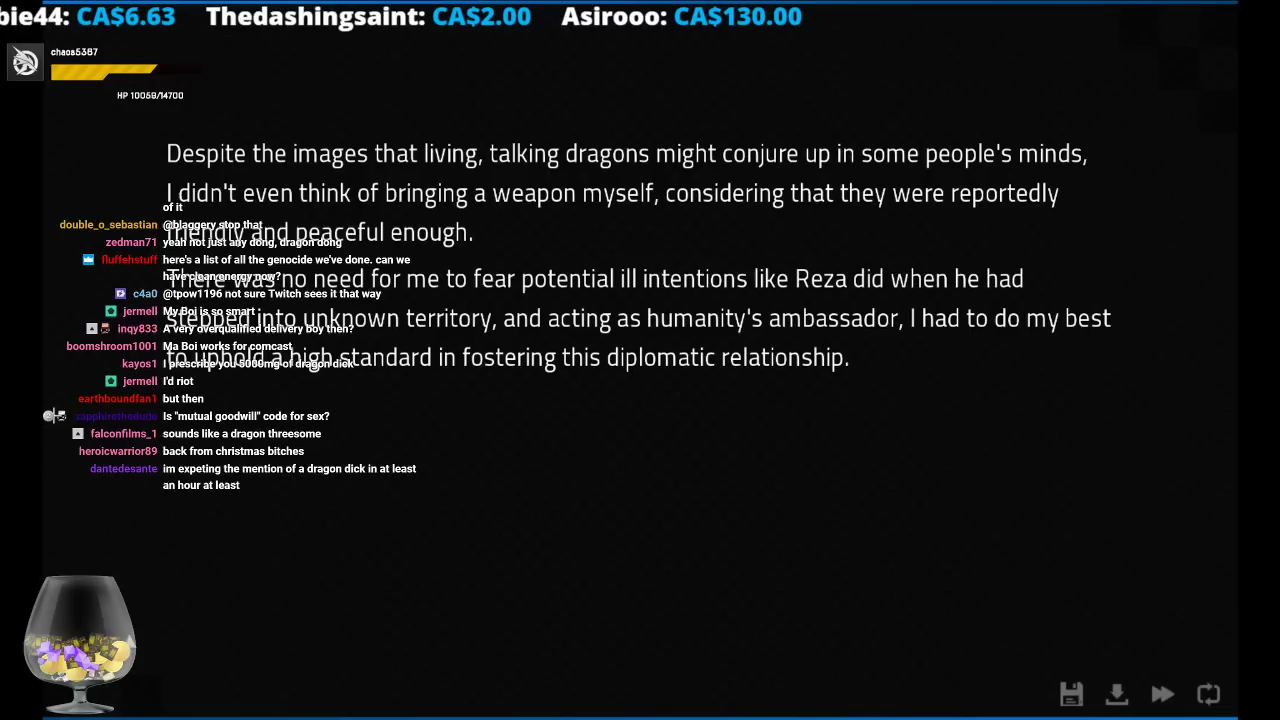 bie44: CA$6.63 Thedashingsaint: CA$2.00 Asirooo: CA$130.00
chaos5387
HP 10059/14700
Despite the images that living, talking dragons might conjure up in some people's minds,
I didn't even think of bringing a weapon myself, considering that they were reportedly
friendly and peaceful enough.
There was no need for me to fear potential ill intentions like Reza did when he had
stepped into unknown territory, and acting as humanity's ambassador, I had to do my best
to uphold a high standard in fostering this diplomatic relationship.
of it
double_o_sebastian @blaggery stop that
zedman71 yeah not just any dong, dragon dong
fluffehstuff here's a list of all the genocide we've done. can we
have clean energy now?
c4a0 @tpow1196 not sure Twitch sees it that way
jermell My Boi is so smart
inqy833 A very overqualified delivery boy then?
boomshroom1001 Ma Boi works for comcast
kayos1 I prescribe you 5000mg of dragon dick
jermell I'd riot
earthboundfan1 but then
sapphirethedude Is "mutual goodwill" code for sex?
falconfilms_1 sounds like a dragon threesome
heroicwarrior89 back from christmas bitches
dantedesante im expeting the mention of a dragon dick in at least
an hour at least